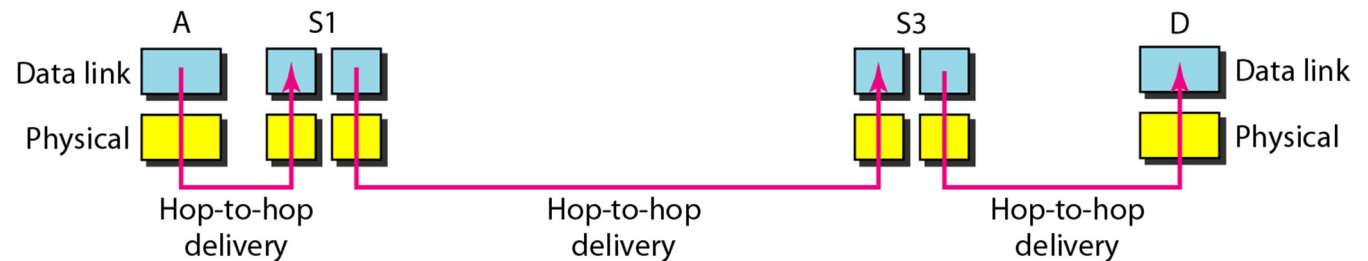 A S1 S3 D
Data link Data link
Physical Physical
Hop-to-hop Hop-to-hop Hop-to-hop
delivery delivery delivery